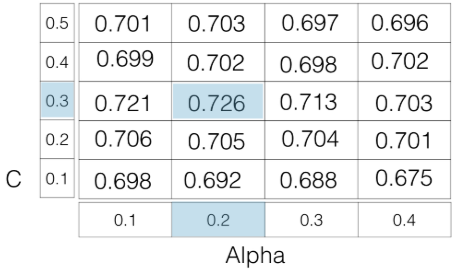 0.5 0.701 0.703 0.697 0.696
0.4 0.699 0.702 0.698 0.702
0.3 0.721 0.726 0.713 0.703
0.2 0.706 0.705 0.704 0.701
C 0.1 0.698 0.692 0.688 0.675
0.1 0.2 0.3 0.4
Alpha